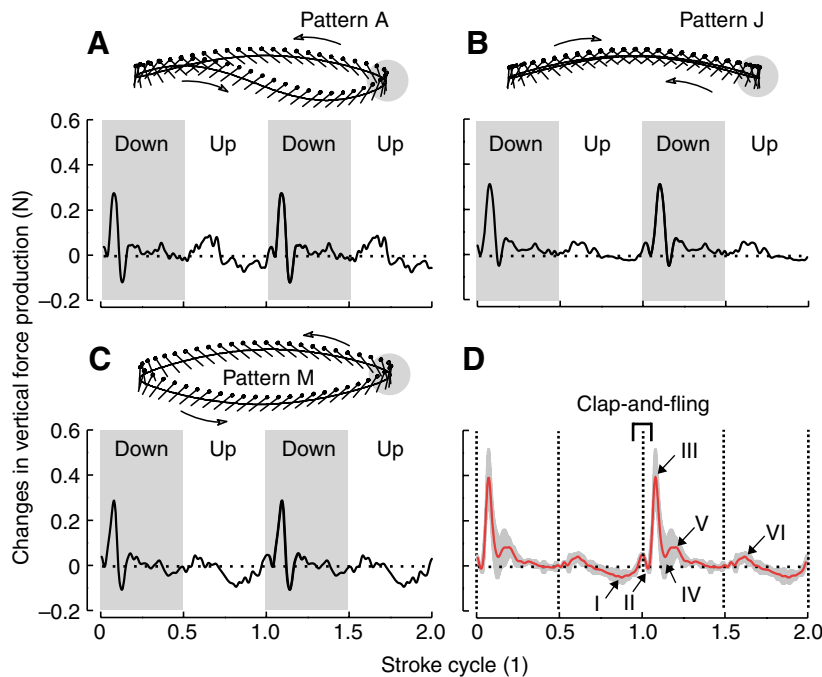 Pattern A
A
Down
Up
Down
Up
0.6
0.4
0.2
0
–0.2
Pattern J
B
Down
Up
Down
Up
Changes in vertical force production (N)
C
Pattern M
Down
Up
Down
Up
0.6
0.4
0.2
0
–0.2
0
0.5
1.0
1.5
2.0
D
Clap-and-fling
III
V
VI
I
II
IV
0
0.5
1.0
1.5
2.0
Stroke cycle (1)